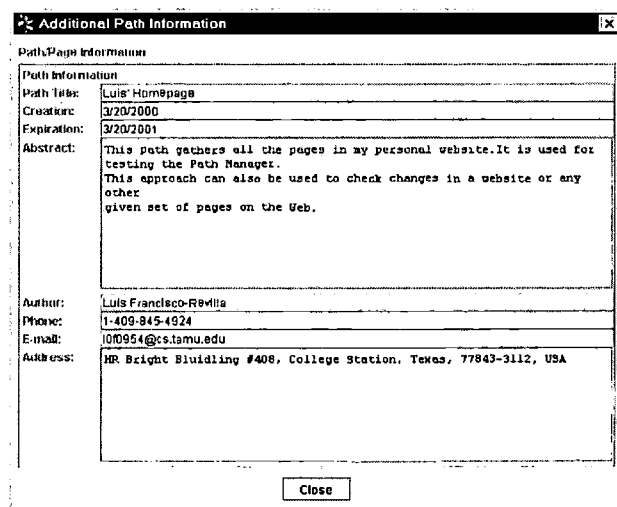 Additional Path Information
Path/Page Information
Path Information
Path Title: Luis' Homepage
Creation: 3/20/2000
Expiration: 3/20/2001
Abstract: This path gathers all the pages in my personal website.It is used for
testing the Path Manager.
This approach can also be used to check changes in a website or any
other
given set of pages on the Web.
Author: Luis Francisco-Revilla
Phone: 1-409-845-4924
E-mail: l0f0954@cs.tamu.edu
Address: HR Bright Bluidling #408, College Station, Texas, 77843-3112, USA
Close